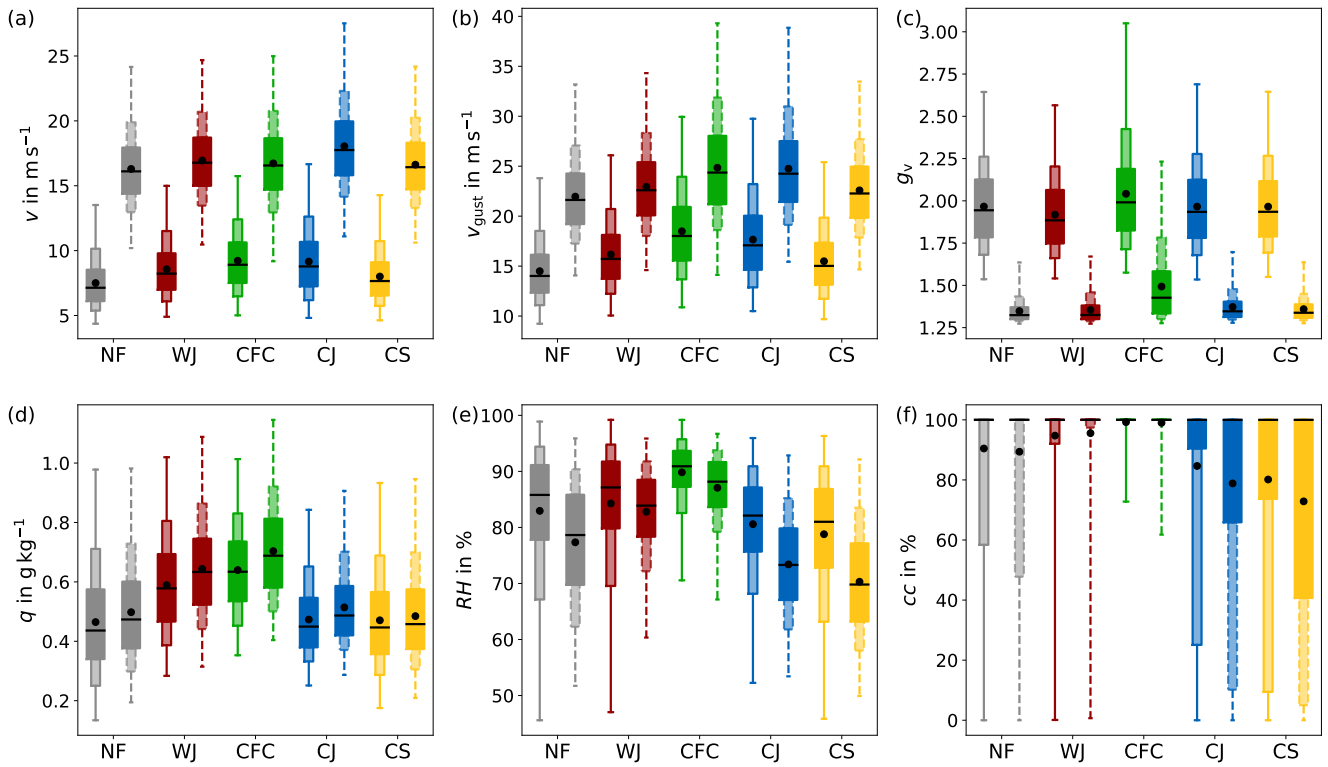 (a)
v in m s⁻¹
25
20
15
10
5
NF WJ CFC CJ CS
(b)
v_gust in m s⁻¹
40
35
30
25
20
15
10
NF WJ CFC CJ CS
(c)
g_v
3.00
2.75
2.50
2.25
2.00
1.75
1.50
1.25
NF WJ CFC CJ CS
(d)
q in g kg⁻¹
1.0
0.8
0.6
0.4
0.2
NF WJ CFC CJ CS
(e)
RH in %
100
90
80
70
60
50
NF WJ CFC CJ CS
(f)
cc in %
100
80
60
40
20
0
NF WJ CFC CJ CS